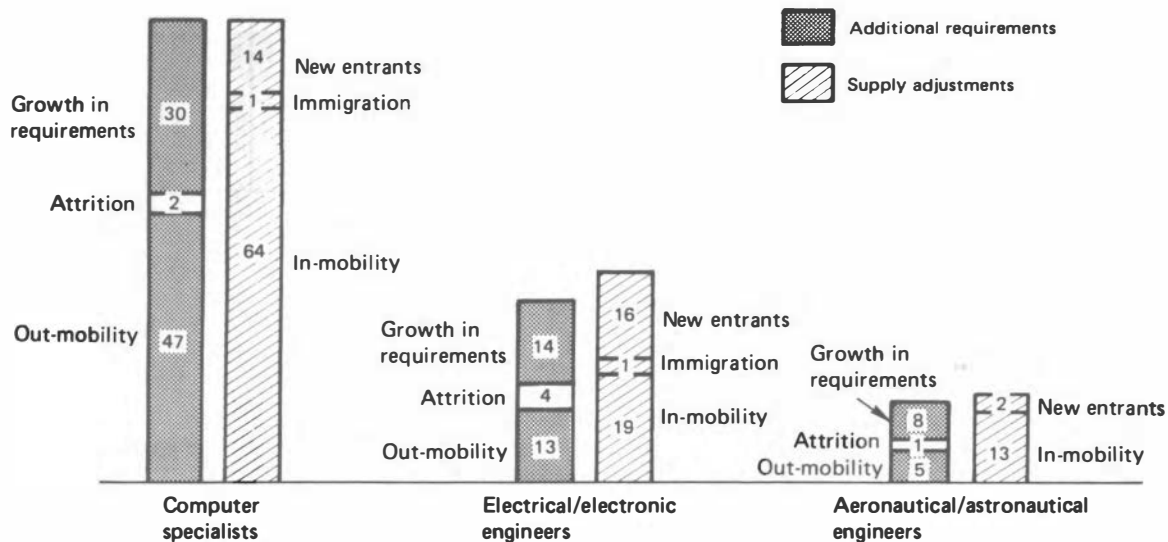 Additional requirements
Supply adjustments
Growth in
requirements
30
Attrition
2
Out-mobility
47
14
New entrants
1
Immigration
64
In-mobility
Computer
specialists
Growth in
requirements
14
Attrition
4
Out-mobility
13
16
New entrants
1
Immigration
19
In-mobility
Electrical/electronic
engineers
Growth in
requirements
8
Attrition
1
Out-mobility
5
2
New entrants
13
In-mobility
Aeronautical/astronautical
engineers